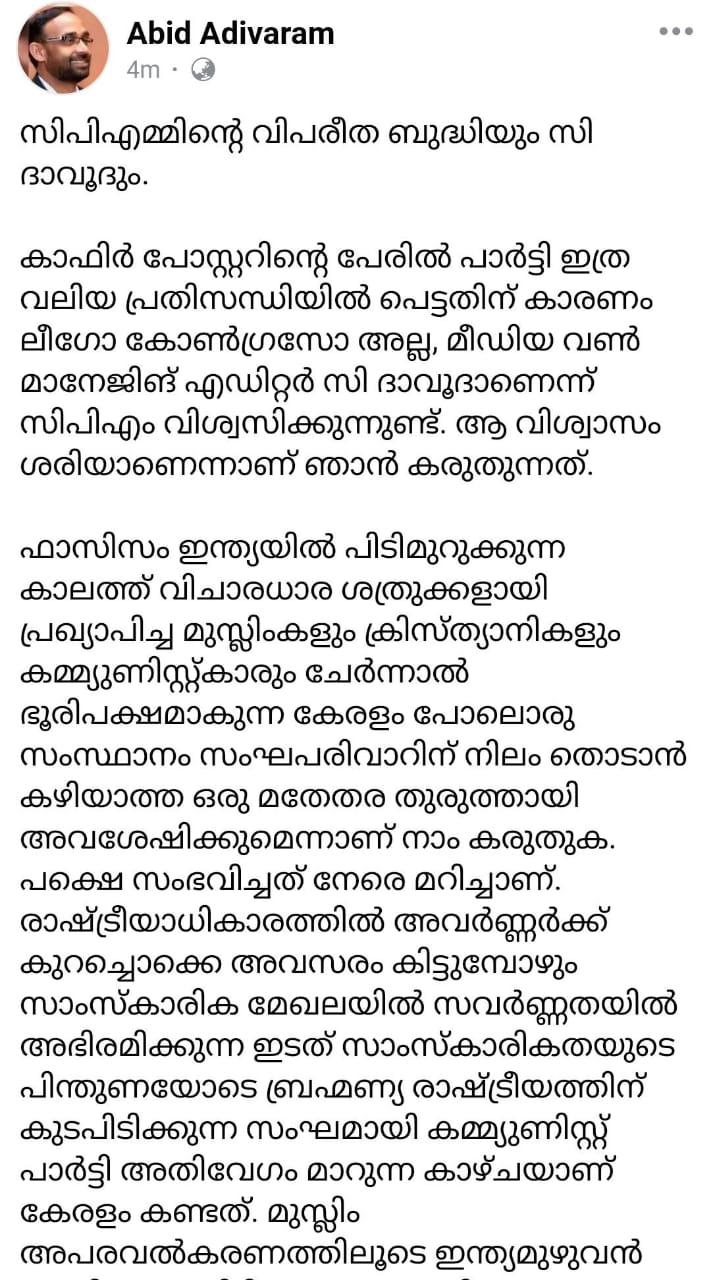 Abid Adivaram
4m ·
സിപിഎമ്മിന്റെ വിപരീത ബുദ്ധിയും സി
ദാവൂദും.
കാഫിർ പോസ്റ്ററിന്റെ പേരിൽ പാർട്ടി ഇത്ര
വലിയ പ്രതിസന്ധിയിൽ പെട്ടതിന് കാരണം
ലീഗോ കോൺഗ്രസോ അല്ല, മീഡിയ വൺ
മാനേജിങ് എഡിറ്റർ സി ദാവൂദാണെന്ന്
സിപിഎം വിശ്വസിക്കുന്നുണ്ട്. ആ വിശ്വാസം
ശരിയാണെന്നാണ് ഞാൻ കരുതുന്നത്.
ഫാസിസം ഇന്ത്യയിൽ പിടിമുറുക്കുന്ന
കാലത്ത് വിചാരധാര ശത്രുക്കളായി
പ്രഖ്യാപിച്ച മുസ്ലിംകളും ക്രിസ്ത്യാനികളും
കമ്മ്യുണിസ്റ്റ്കാരും ചേർന്നാൽ
ഭൂരിപക്ഷമാകുന്ന കേരളം പോലൊരു
സംസ്ഥാനം സംഘപരിവാറിന് നിലം തൊടാൻ
കഴിയാത്ത ഒരു മതേതര തുരുത്തായി
അവശേഷിക്കുമെന്നാണ് നാം കരുതുക.
പക്ഷെ സംഭവിച്ചത് നേരെ മറിച്ചാണ്.
രാഷ്ട്രീയാധികാരത്തിൽ അവർണ്ണർക്ക്
കുറച്ചൊക്കെ അവസരം കിട്ടുമ്പോഴും
സാംസ്കാരിക മേഖലയിൽ സവർണ്ണതയിൽ
അഭിരമിക്കുന്ന ഇടത് സാംസ്കാരികതയുടെ
പിന്തുണയോടെ ബ്രഹ്മണ്യ രാഷ്ട്രീയത്തിന്
കുടപിടിക്കുന്ന സംഘമായി കമ്മ്യുണിസ്റ്റ്
പാർട്ടി അതിവേഗം മാറുന്ന കാഴ്ചയാണ്
കേരളം കണ്ടത്. മുസ്ലിം
അപരവൽകരണത്തിലൂടെ ഇന്ത്യമുഴുവൻ